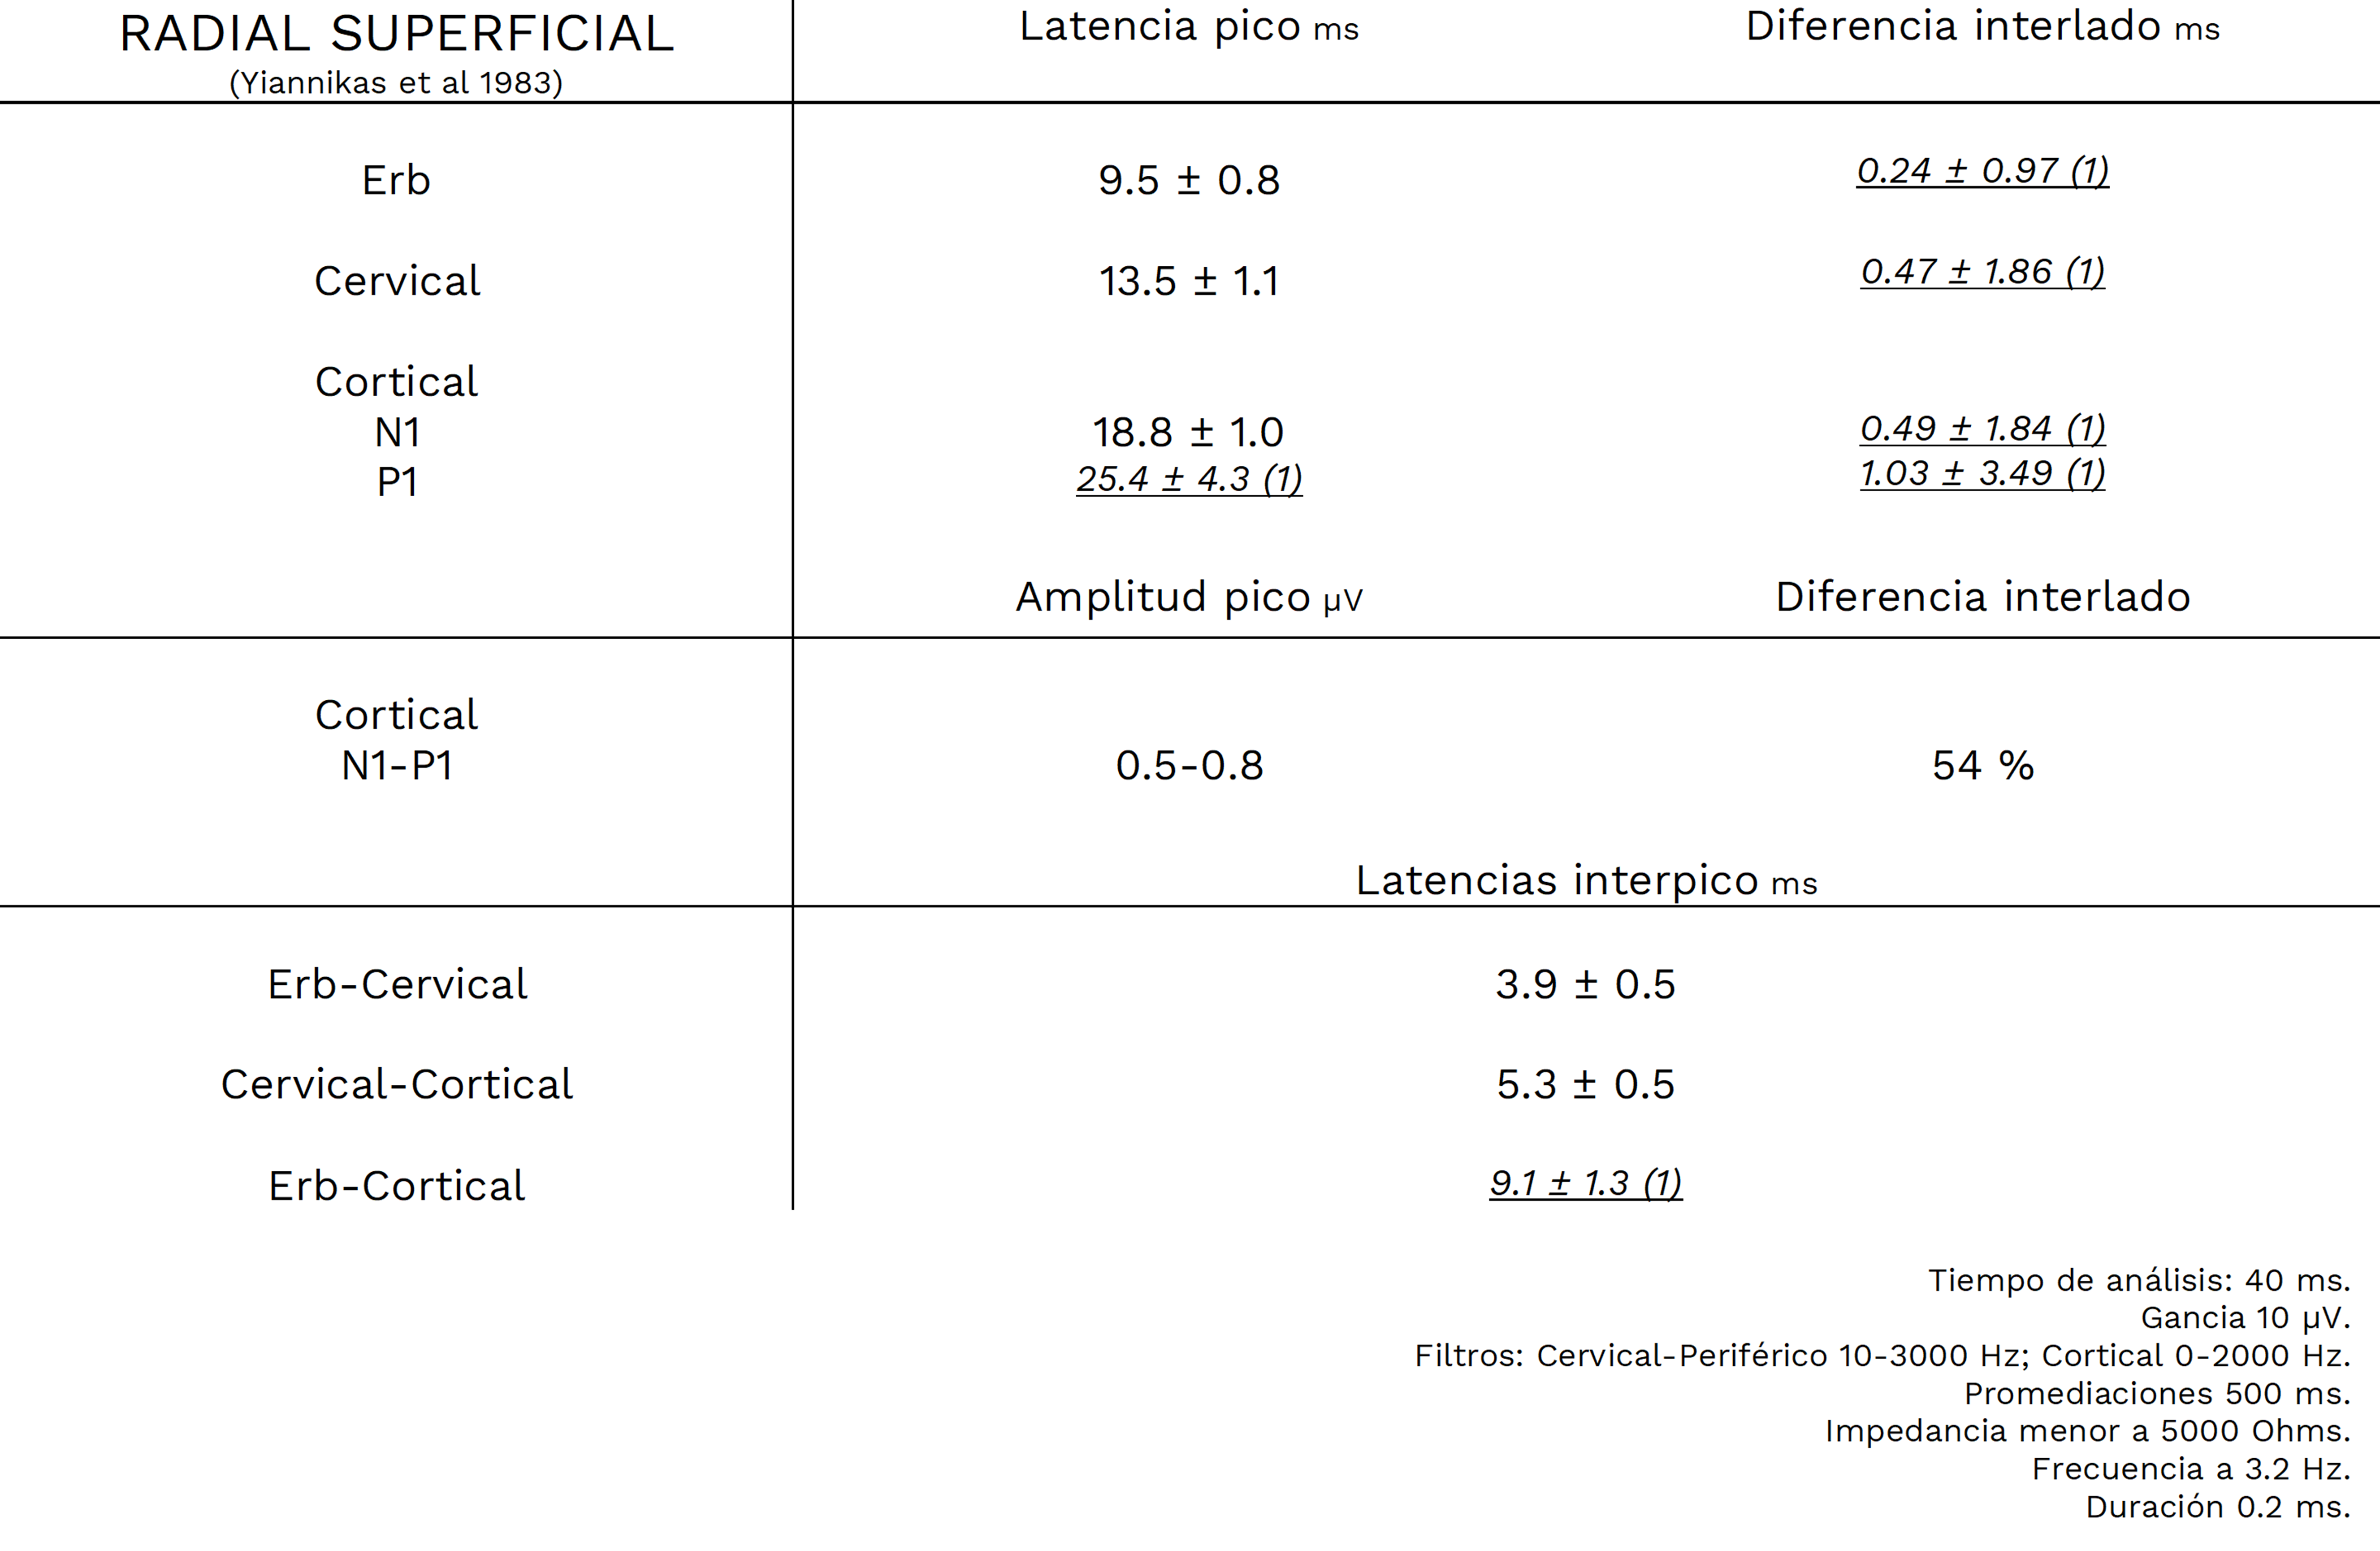 RADIAL SUPERFICIAL Latencia pico ms Diferencia interlado ms
(Yiannikas et al 1983)
Erb 9.5 ± 0.8 0.24 ± 0.97 (1)
Cervical 13.5 ± 1.1 0.47 ± 1.86 (1)
Cortical
N1 18.8 ± 1.0 0.49 ± 1.84 (1)
P1 25.4 ± 4.3 (1) 1.03 ± 3.49 (1)
Amplitud pico µV Diferencia interlado
Cortical
N1-P1 0.5-0.8 54 %
Latencias interpico ms
Erb-Cervical 3.9 ± 0.5
Cervical-Cortical 5.3 ± 0.5
Erb-Cortical 9.1 ± 1.3 (1)
Tiempo de análisis: 40 ms.
Gancia 10 µV.
Filtros: Cervical-Periférico 10-3000 Hz; Cortical 0-2000 Hz.
Promediaciones 500 ms.
Impedancia menor a 5000 Ohms.
Frecuencia a 3.2 Hz.
Duración 0.2 ms.